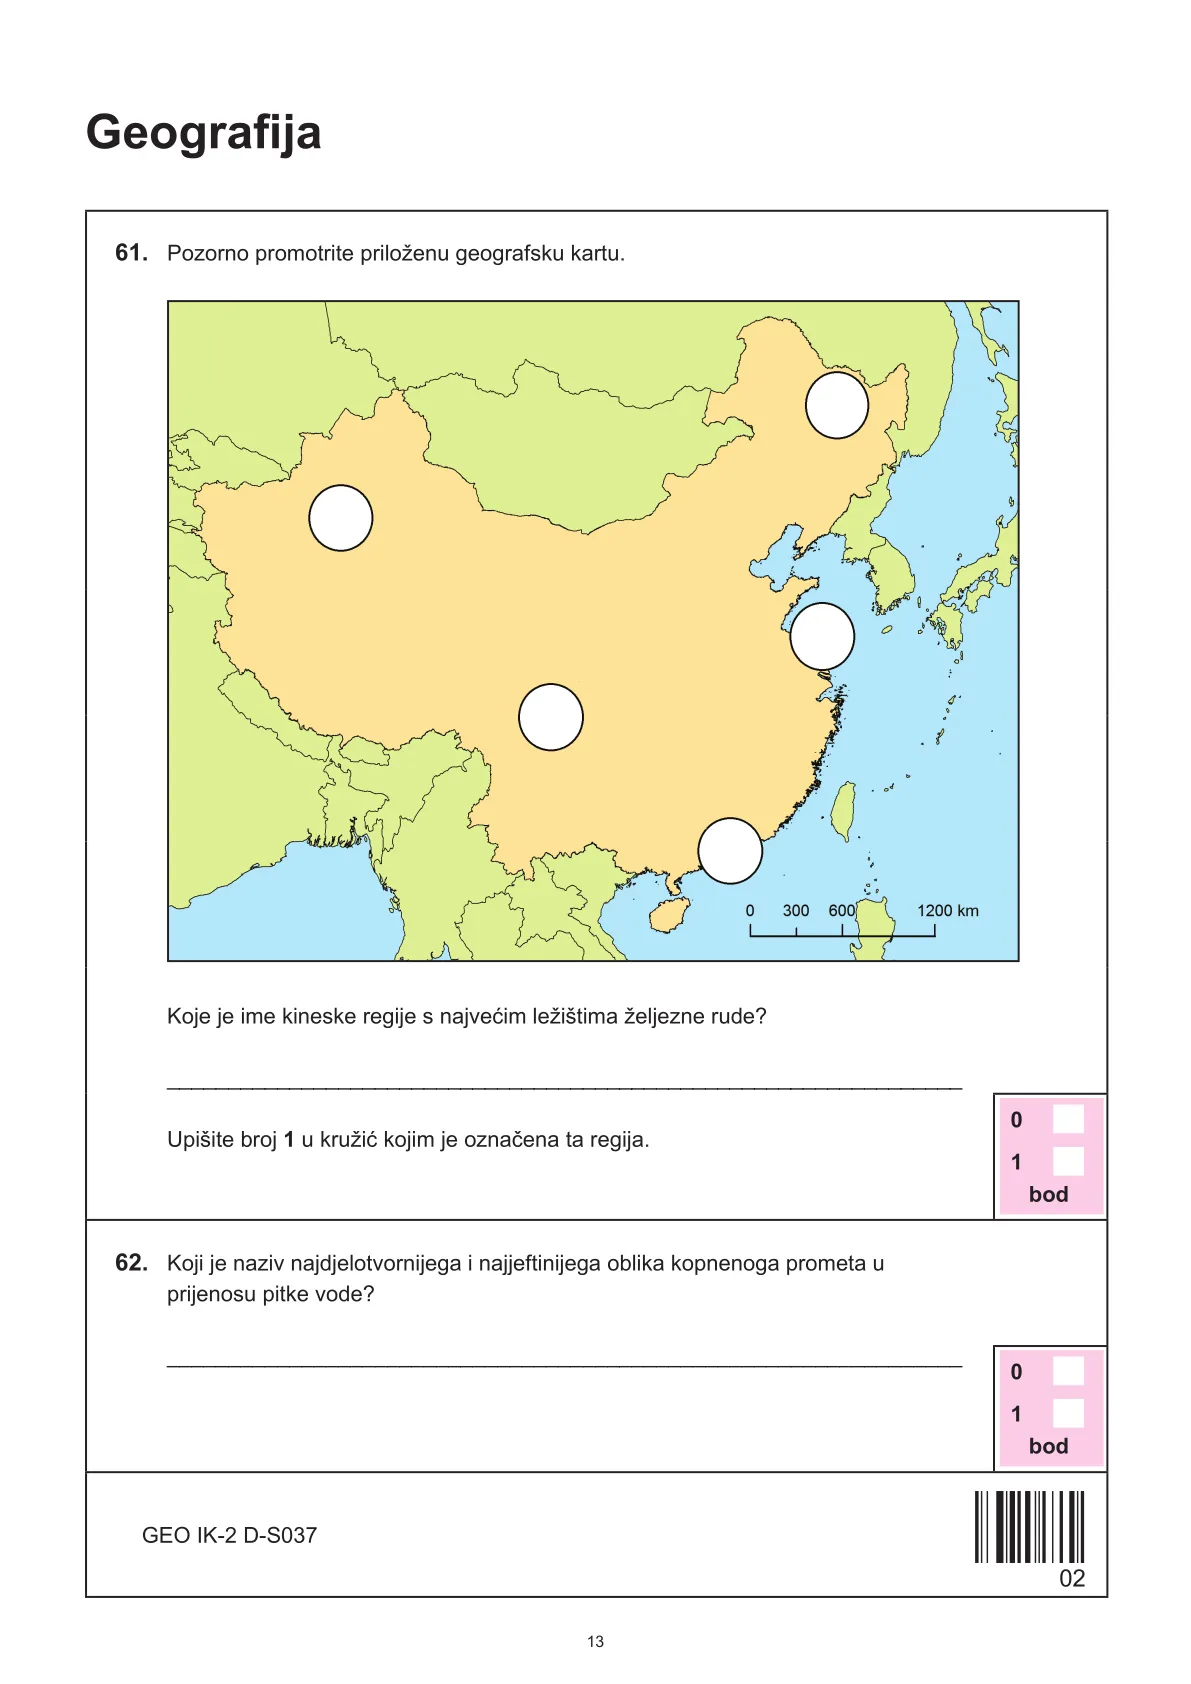 Geografija
61. Pozorno promotrite priloženu geografsku kartu.
0 300 600 1200 km
Koje je ime kineske regije s najvećim ležištima željezne rude?
Upišite broj 1 u kružić kojim je označena ta regija.
0
1
bod
62. Koji je naziv najdjelotvornijega i najjeftinijega oblika kopnenoga prometa u
prijenosu pitke vode?
0
1
bod
GEO IK-2 D-S037
02
13